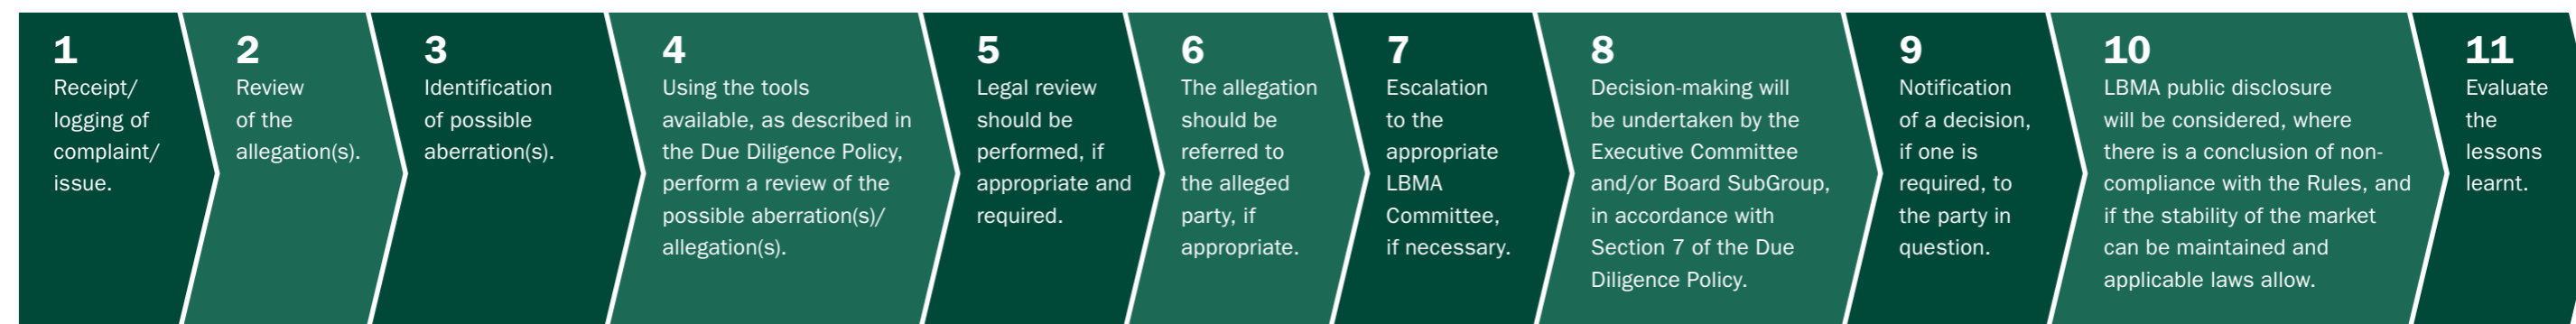 1
Receipt/
logging of
complaint/
issue.
2
Review
of the
allegation(s).
3
Identification
of possible
aberration(s).
4
Using the tools
available, as described in
the Due Diligence Policy,
perform a review of the
possible aberration(s)/
allegation(s).
5
Legal review
should be
performed, if
appropriate and
required.
6
The allegation
should be
referred to
the alleged
party, if
appropriate.
7
Escalation
to the
appropriate
LBMA
Committee,
if necessary.
8
Decision-making will
be undertaken by the
Executive Committee
and/or Board SubGroup,
in accordance with
Section 7 of the Due
Diligence Policy.
9
Notification
of a decision,
if one is
required, to
the party in
question.
10
LBMA public disclosure
will be considered, where
there is a conclusion of non-
compliance with the Rules, and
if the stability of the market
can be maintained and
applicable laws allow.
11
Evaluate
the
lessons
learnt.